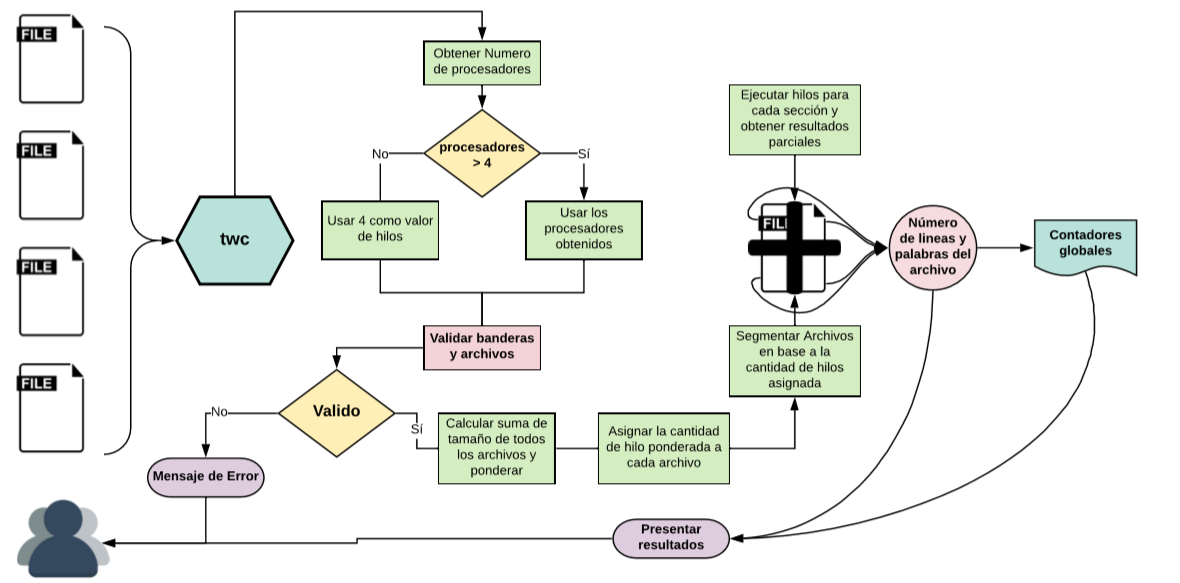 FILE
FILE
FILE
FILE
twc
Obtener Numero
de procesadores
procesadores
> 4
No
Sí
Usar 4 como valor
de hilos
Usar los
procesadores
obtenidos
Validar banderas
y archivos
Valido
No
Sí
Mensaje de Error
Calcular suma de
tamaño de todos
los archivos y
ponderar
Asignar la cantidad
de hilo ponderada a
cada archivo
Segmentar Archivos
en base a la
cantidad de hilos
asignada
Ejecutar hilos para
cada sección y
obtener resultados
parciales
FIL
Número
de lineas y
palabras del
archivo
Contadores
globales
Presentar
resultados